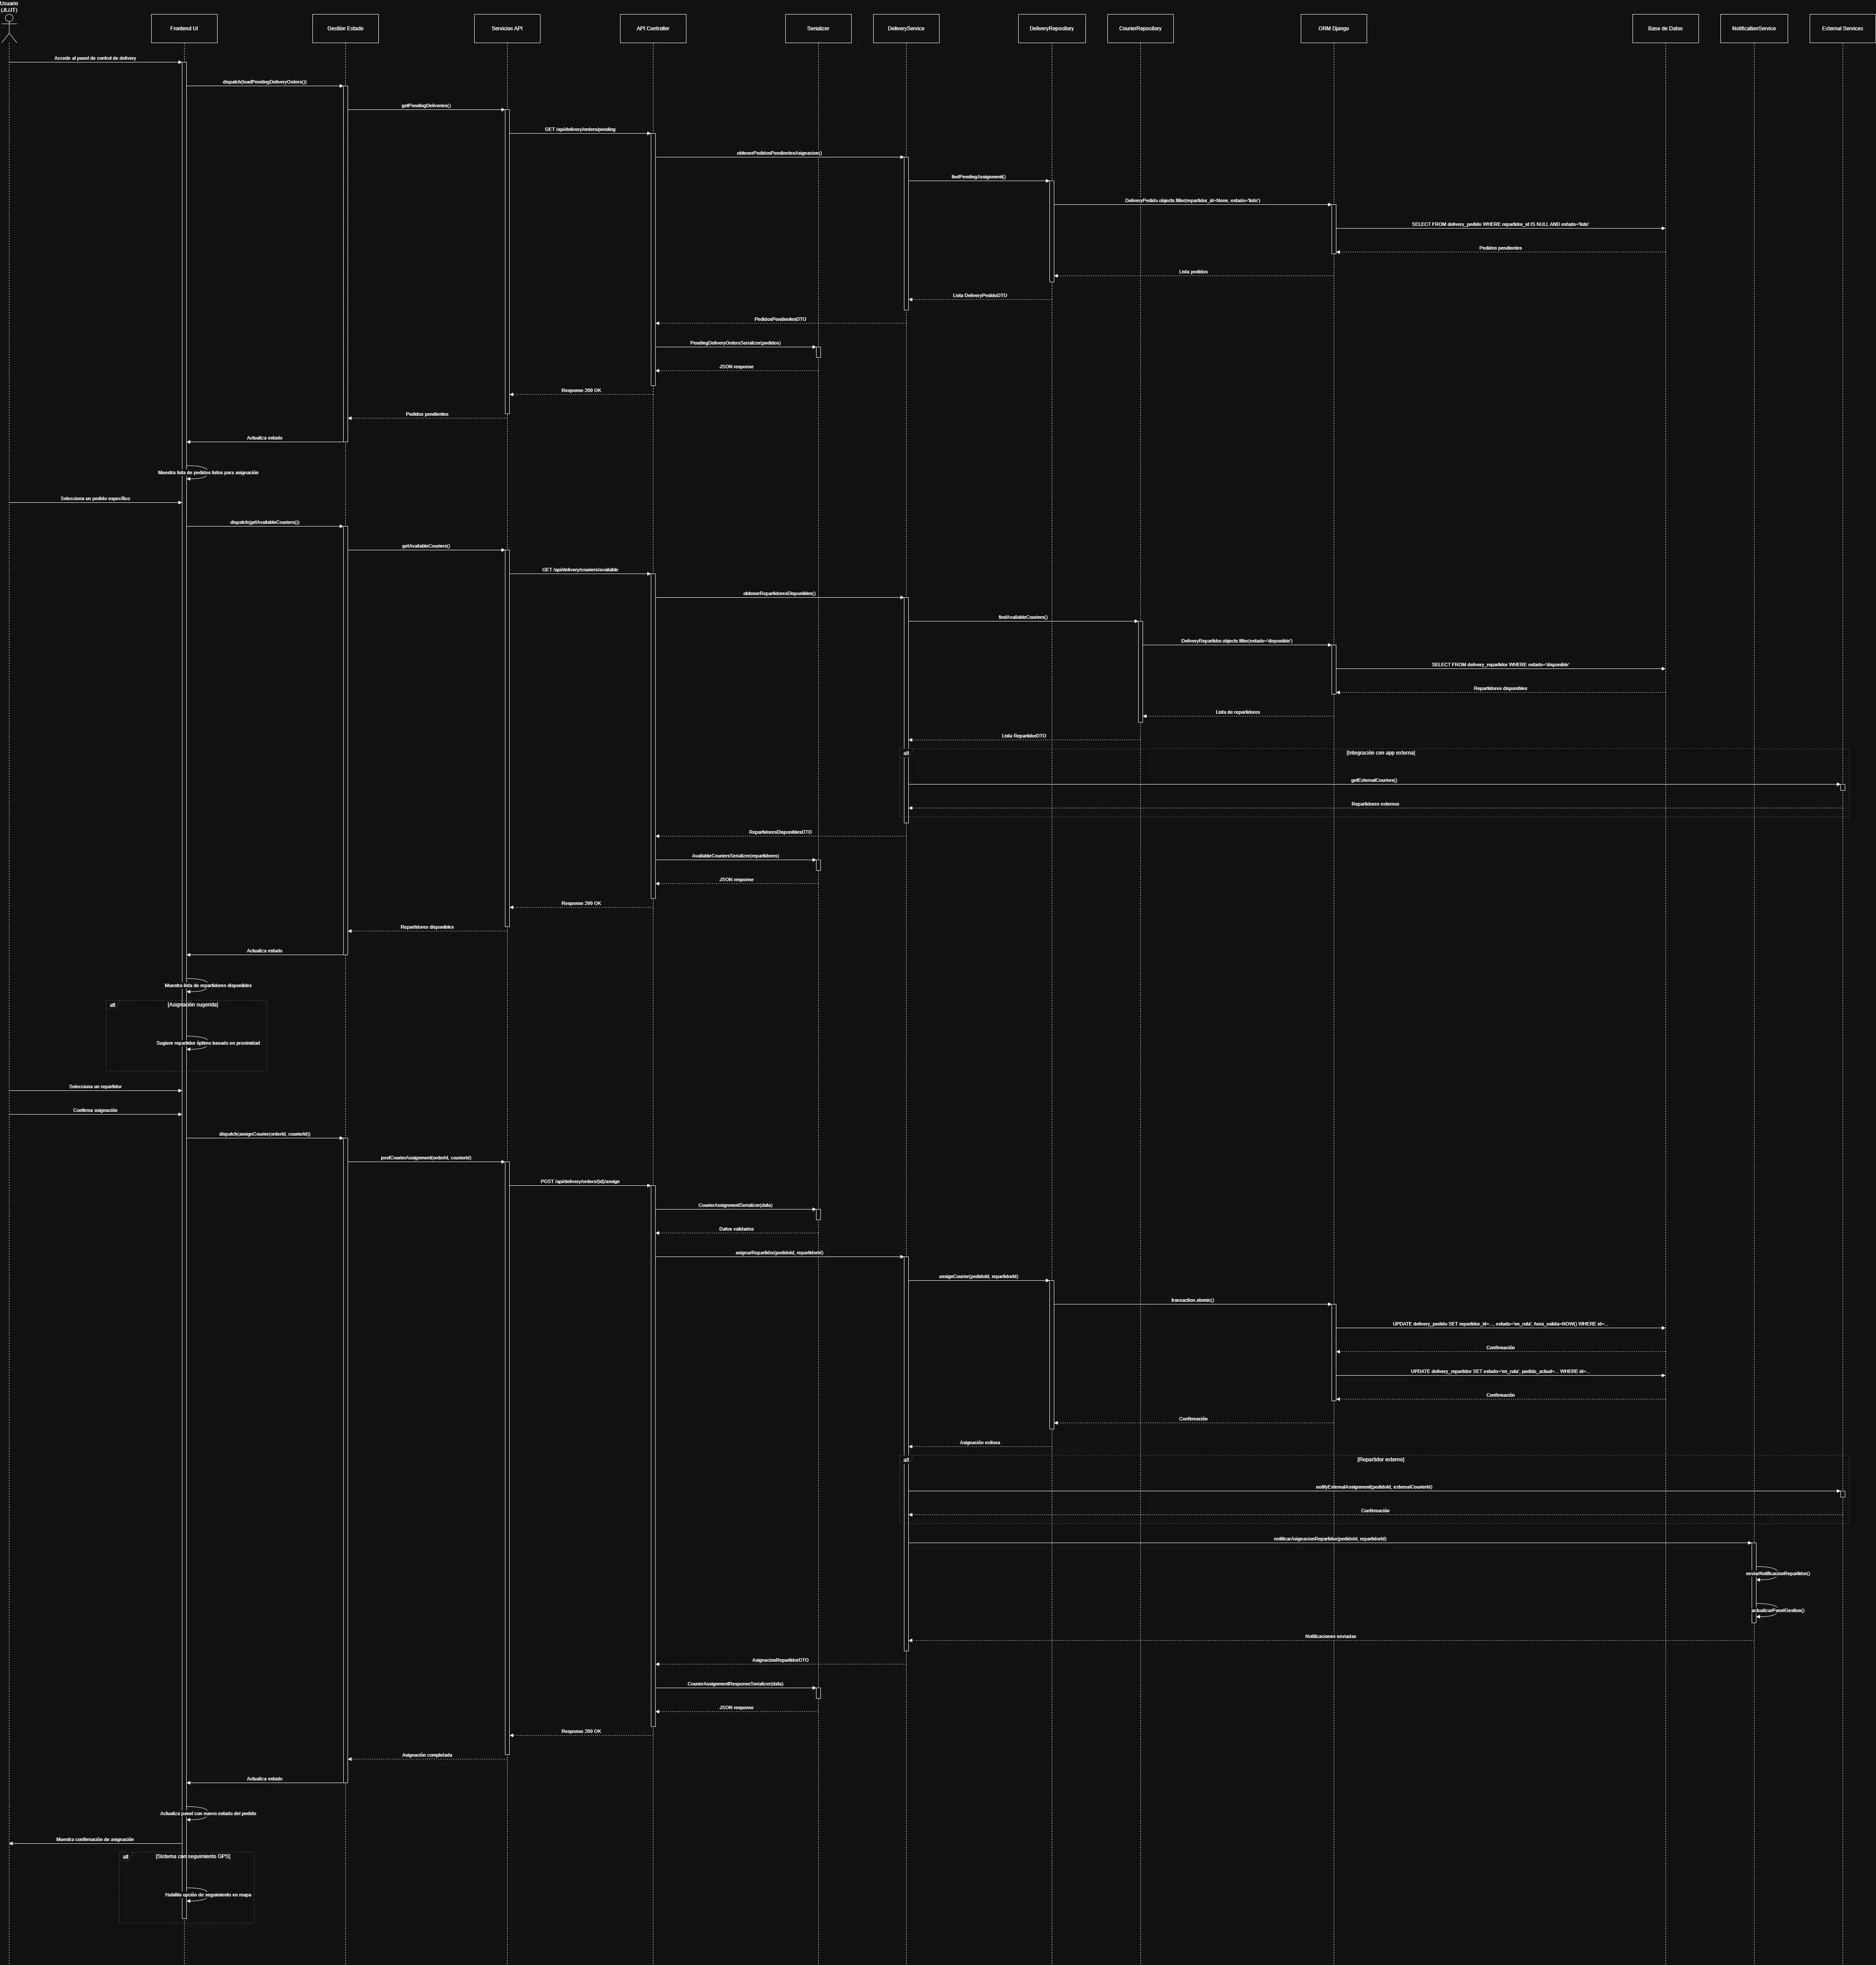 Usuario
(JL/JT)
Frontend UI
Gestión Estado
Servicios API
API Controller
Serializer
DeliveryService
DeliveryRepository
CourierRepository
ORM Django
Base de Datos
NotificationService
External Services
Accede al panel de control de delivery
dispatch(loadPendingDeliveryOrders())
getPendingDeliveries()
GET /api/delivery/orders/pending
obtenerPedidosPendientesAsignacion()
findPendingAssignment()
DeliveryPedido.objects.filter(repartidor_id=None, estado='listo')
SELECT FROM delivery_pedido WHERE repartidor_id IS NULL AND estado='listo'
Pedidos pendientes
Lista pedidos
Lista DeliveryPedidoDTO
PedidosPendientesDTO
PendingDeliveryOrdersSerializer(pedidos)
JSON response
Response 200 OK
Pedidos pendientes
Actualiza estado
Muestra lista de pedidos listos para asignación
Selecciona un pedido específico
dispatch(getAvailableCouriers())
getAvailableCouriers()
GET /api/delivery/couriers/available
obtenerRepartidoresDisponibles()
findAvailableCouriers()
DeliveryRepartidor.objects.filter(estado='disponible')
SELECT FROM delivery_repartidor WHERE estado='disponible'
Repartidores disponibles
Lista de repartidores
Lista RepartidorDTO
alt
[Integración con app externa]
getExternalCouriers()
Repartidores externos
RepartidoresDisponiblesDTO
AvailableCouriersSerializer(repartidores)
JSON response
Response 200 OK
Repartidores disponibles
Actualiza estado
Muestra lista de repartidores disponibles
alt
[Asignación sugerida]
Sugiere repartidor óptimo basado en proximidad
Selecciona un repartidor
Confirma asignación
dispatch(assignCourier(orderId, courierId))
postCourierAssignment(orderId, courierId)
POST /api/delivery/orders/{id}/assign
CourierAssignmentSerializer(data)
Datos validados
asignarRepartidor(pedidoId, repartidorId)
assignCourier(pedidoId, repartidorId)
transaction.atomic()
UPDATE delivery_pedido SET repartidor_id=..., estado='en_ruta', hora_salida=NOW() WHERE id=...
Confirmación
UPDATE delivery_repartidor SET estado='en_ruta', pedido_actual=... WHERE id=...
Confirmación
Confirmación
Asignación exitosa
alt
[Repartidor externo]
notifyExternalAssignment(pedidoId, externalCourierId)
Confirmación
notificarAsignacionRepartidor(pedidoId, repartidorId)
enviarNotificacionRepartidor()
actualizarPanelGestion()
Notificaciones enviadas
AsignacionRepartidorDTO
CourierAssignmentResponseSerializer(data)
JSON response
Response 200 OK
Asignación completada
Actualiza estado
Actualiza panel con nuevo estado del pedido
Muestra confirmación de asignación
alt
[Sistema con seguimiento GPS]
Habilita opción de seguimiento en mapa